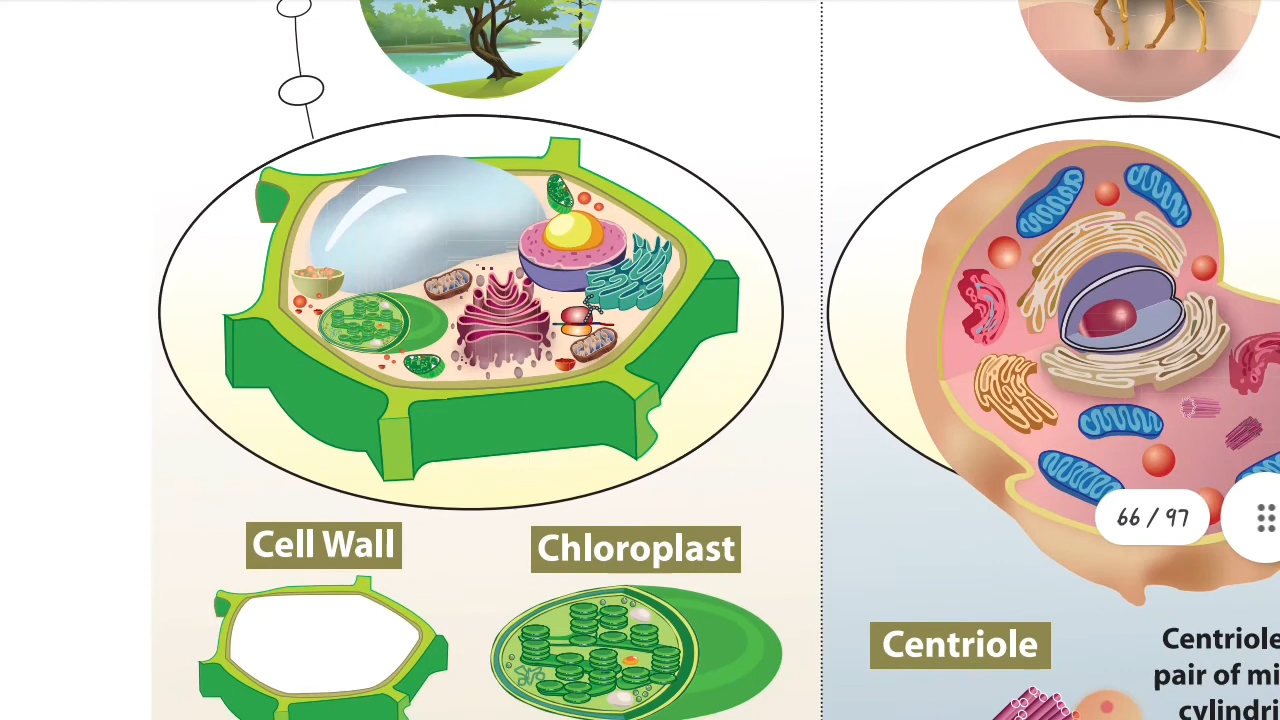 Cell Wall
Chloroplast
66 / 97
Centriole
Centriole
pair of mi
cylindri